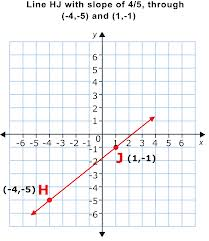 Line HJ with slope of 4/5, through
(-4,-5) and (1,-1)
y
6
5
4
3
2
1
-6 -5 -4 -3 -2 -1 1 2 3 4 5 6 x
-1
J (1,-1)
-2
-3
-4
(-4,-5) H
-5
-6